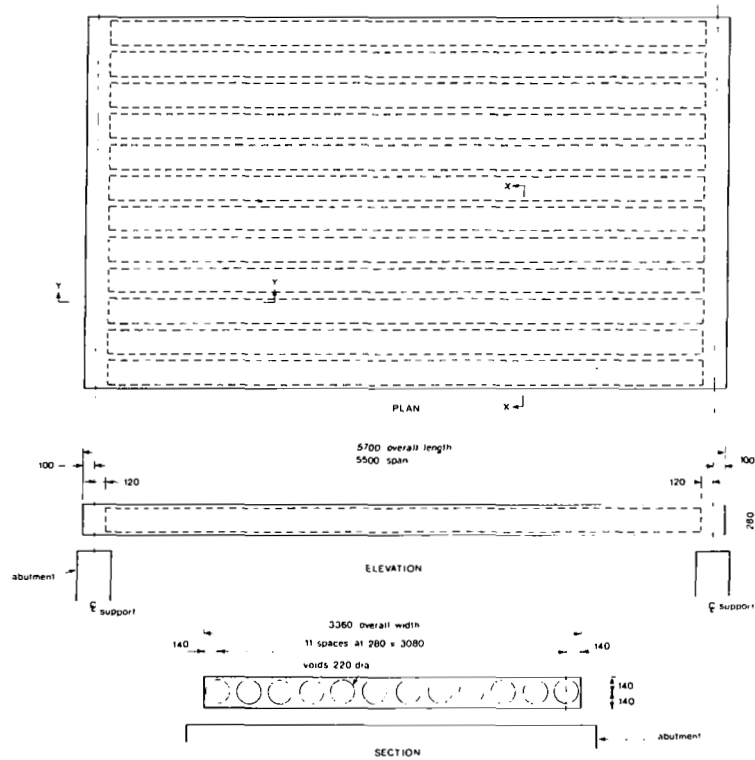 X
Y
Y
X
PLAN
5700 overall length
5500 span
100
100
120
120
280
abutment
ELEVATION
℄ support
℄ support
3360 overall width
140
11 spaces at 280 = 3080
140
voids 220 dia
140
140
abutment
SECTION